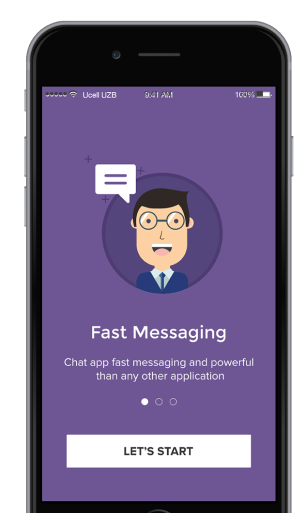 Ucell UZB 9:41 AM 100%
Fast Messaging
Chat app fast messaging and powerful
than any other application
LET'S START